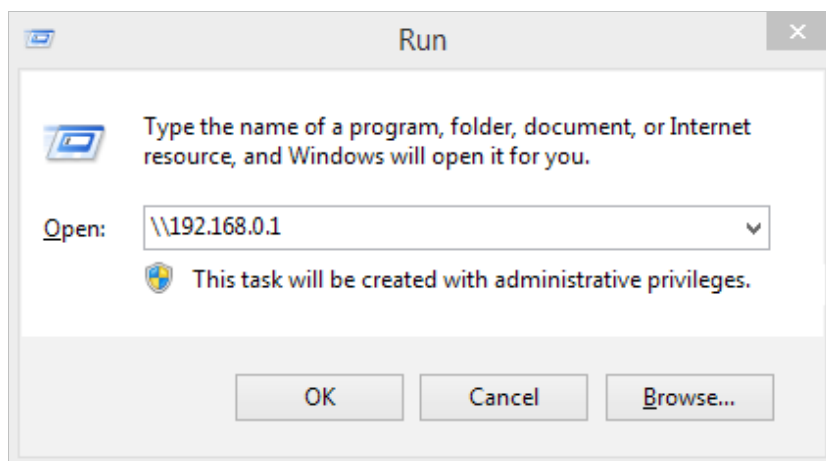 Run
Type the name of a program, folder, document, or Internet
resource, and Windows will open it for you.
Open: \\192.168.0.1
This task will be created with administrative privileges.
OK Cancel Browse...